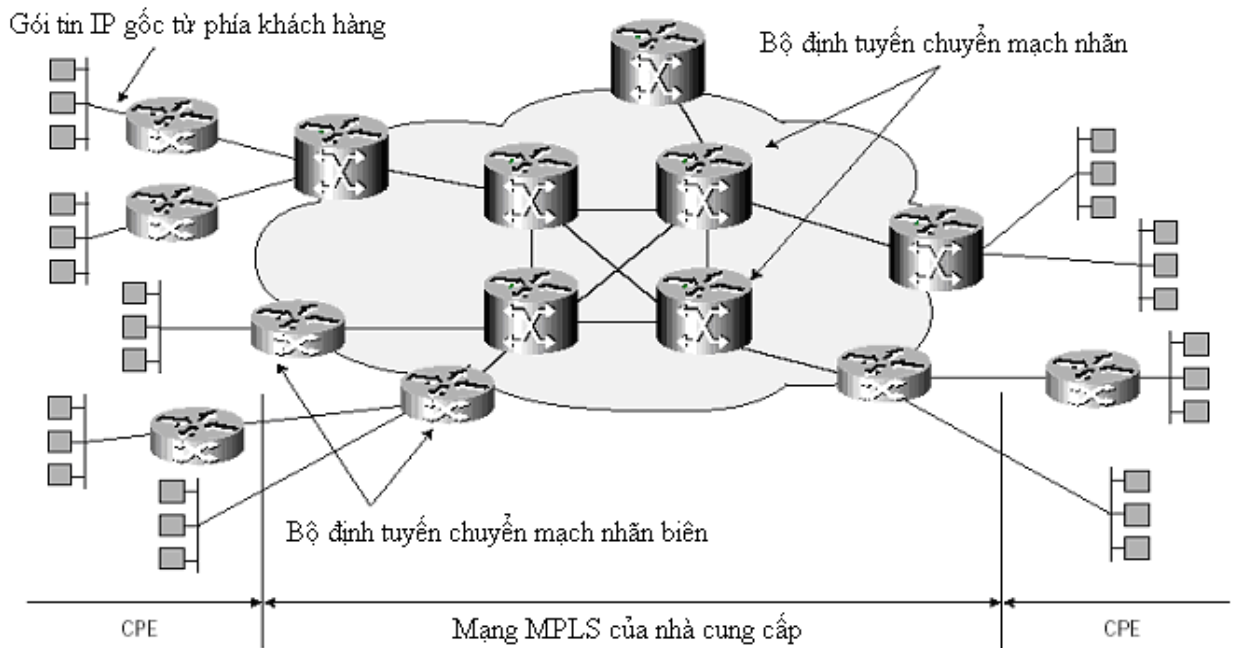 Gói tin IP gốc từ phía khách hàng
Bộ định tuyến chuyển mạch nhãn
Bộ định tuyến chuyển mạch nhãn biên
CPE
Mạng MPLS của nhà cung cấp
CPE